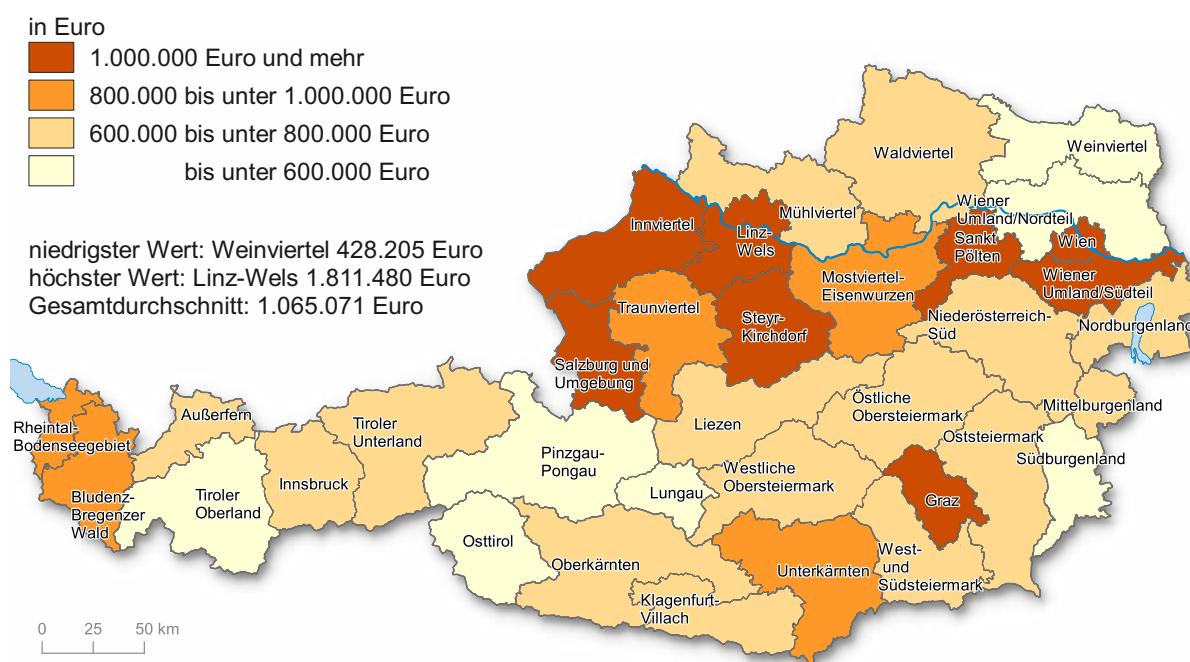 in Euro
1.000.000 Euro und mehr
800.000 bis unter 1.000.000 Euro
600.000 bis unter 800.000 Euro
bis unter 600.000 Euro
niedrigster Wert: Weinviertel 428.205 Euro
höchster Wert: Linz-Wels 1.811.480 Euro
Gesamtdurchschnitt: 1.065.071 Euro
Waldviertel
Weinviertel
Mühlviertel
Wiener
Umland/Nordteil
Innviertel
Linz-
Wels
Sankt
Pölten
Wien
Mostviertel-
Eisenwurzen
Wiener
Umland/Südteil
Traunviertel
Steyr-
Kirchdorf
Niederösterreich-
Süd
Nordburgenland
Salzburg und
Umgebung
Außerfern
Tiroler
Unterland
Liezen
Östliche
Obersteiermark
Mittelburgenland
Rheintal-
Bodenseegebiet
Oststeiermark
Südburgenland
Pinzgau-
Pongau
Westliche
Obersteiermark
Innsbruck
Lungau
Graz
Bludenz-
Bregenzer
Wald
Tiroler
Oberland
Osttirol
Oberkärnten
Unterkärnten
West-
und
Südsteiermark
Klagenfurt-
Villach
0 25 50 km